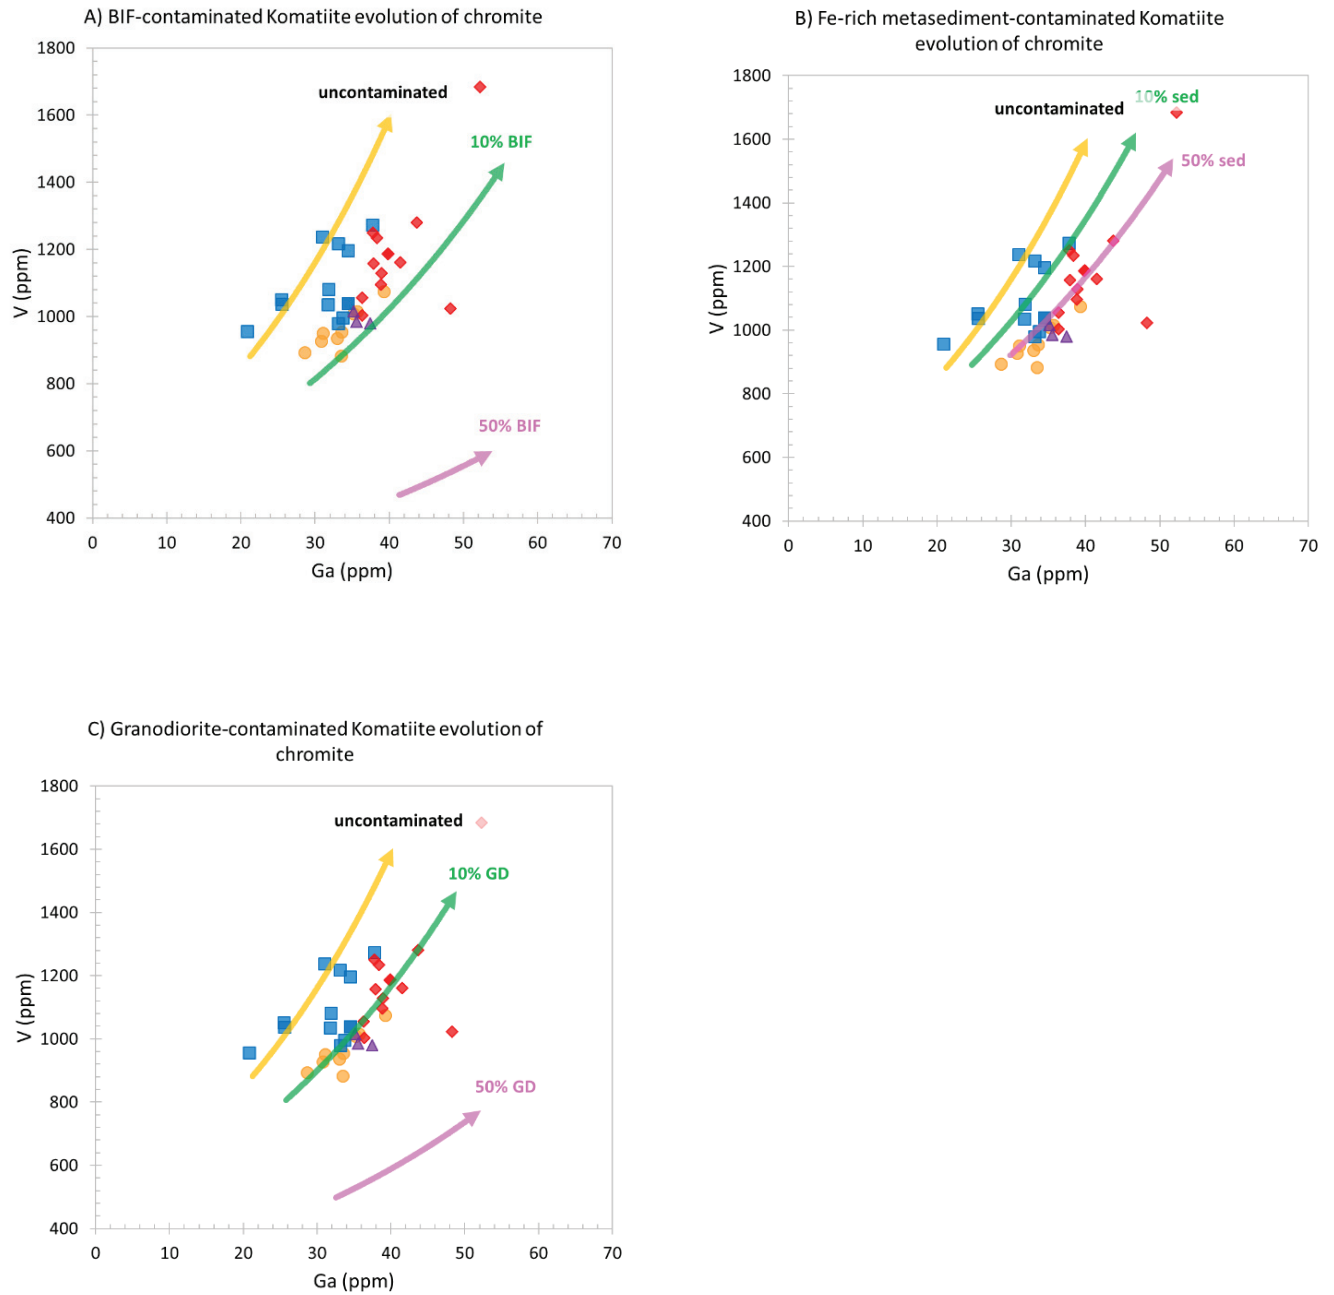 A) BIF-contaminated Komatiite evolution of chromite
1800
1600
1400
1200
1000
800
600
400
V (ppm)
uncontaminated
10% BIF
50% BIF
0 10 20 30 40 50 60 70
Ga (ppm)
B) Fe-rich metasediment-contaminated Komatiite
evolution of chromite
1800
1600
1400
1200
1000
800
600
400
V (ppm)
uncontaminated
10% sed
50% sed
0 10 20 30 40 50 60 70
Ga (ppm)
C) Granodiorite-contaminated Komatiite evolution of
chromite
1800
1600
1400
1200
1000
800
600
400
V (ppm)
uncontaminated
10% GD
50% GD
0 10 20 30 40 50 60 70
Ga (ppm)